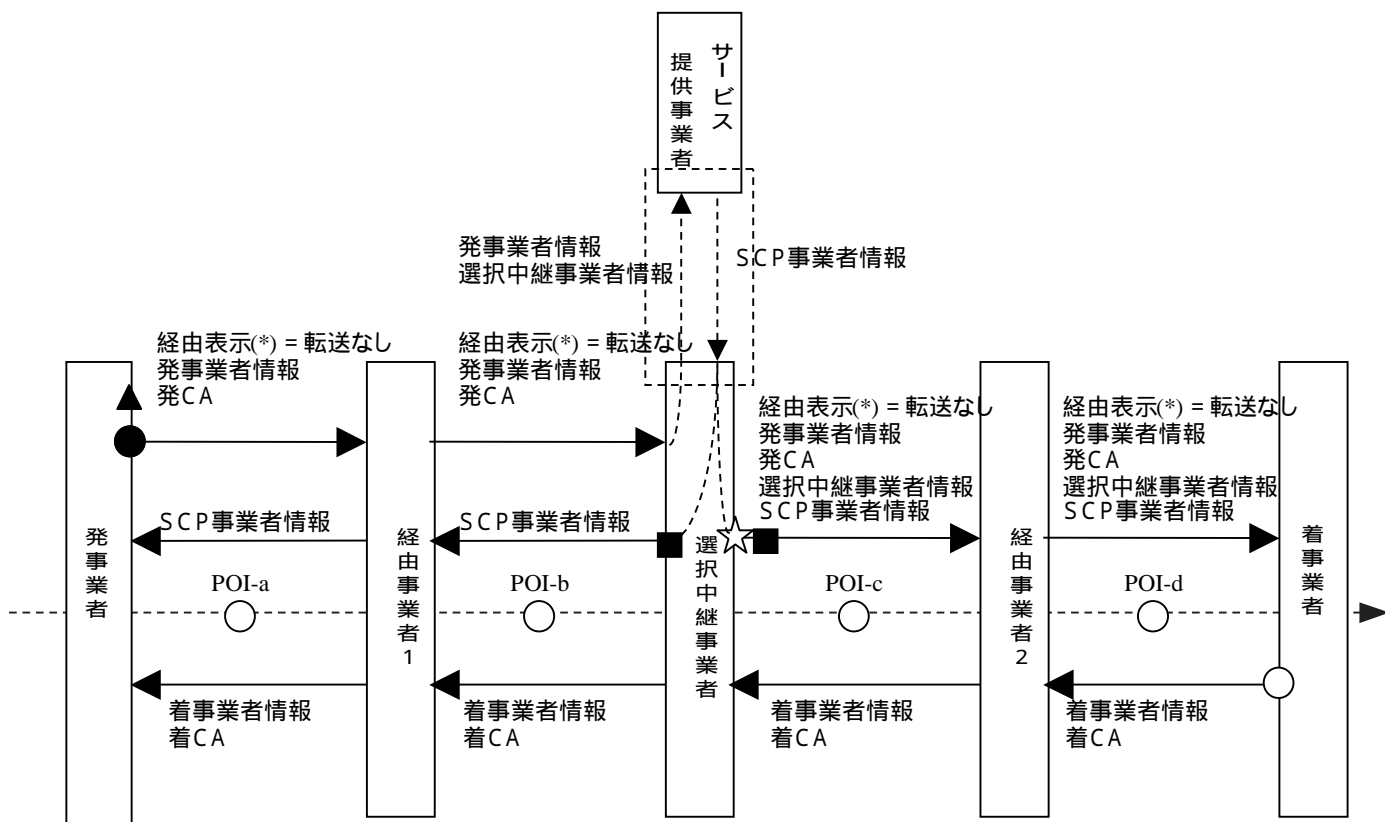 サービス
提供事業者
発事業者情報
選択中継事業者情報
SCP事業者情報
経由表示(*) = 転送なし
発事業者情報
発CA
経由表示(*) = 転送なし
発事業者情報
発CA
経由表示(*) = 転送なし
発事業者情報
発CA
選択中継事業者情報
SCP事業者情報
経由表示(*) = 転送なし
発事業者情報
発CA
選択中継事業者情報
SCP事業者情報
SCP事業者情報
SCP事業者情報
発事業者
経由事業者1
選択中継事業者
経由事業者2
着事業者
POI-a
POI-b
POI-c
POI-d
着事業者情報
着CA
着事業者情報
着CA
着事業者情報
着CA
着事業者情報
着CA